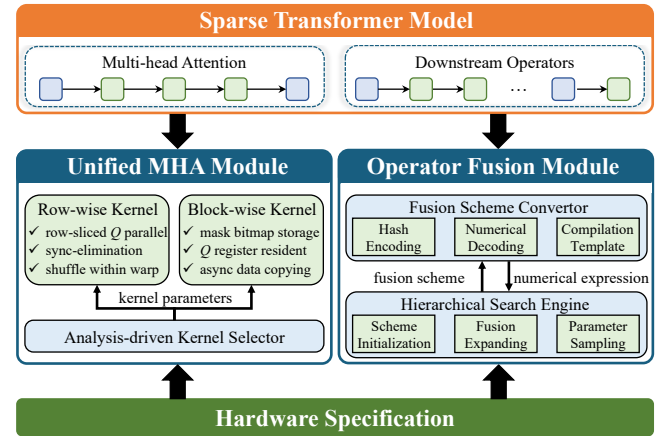 Sparse Transformer Model
Multi-head Attention
Downstream Operators
...
Unified MHA Module
Row-wise Kernel
✓ row-sliced Q parallel
✓ sync-elimination
✓ shuffle within warp
Block-wise Kernel
✓ mask bitmap storage
✓ Q register resident
✓ async data copying
kernel parameters
Analysis-driven Kernel Selector
Operator Fusion Module
Fusion Scheme Convertor
Hash
Encoding
Numerical
Decoding
Compilation
Template
fusion scheme
numerical expression
Hierarchical Search Engine
Scheme
Initialization
Fusion
Expanding
Parameter
Sampling
Hardware Specification